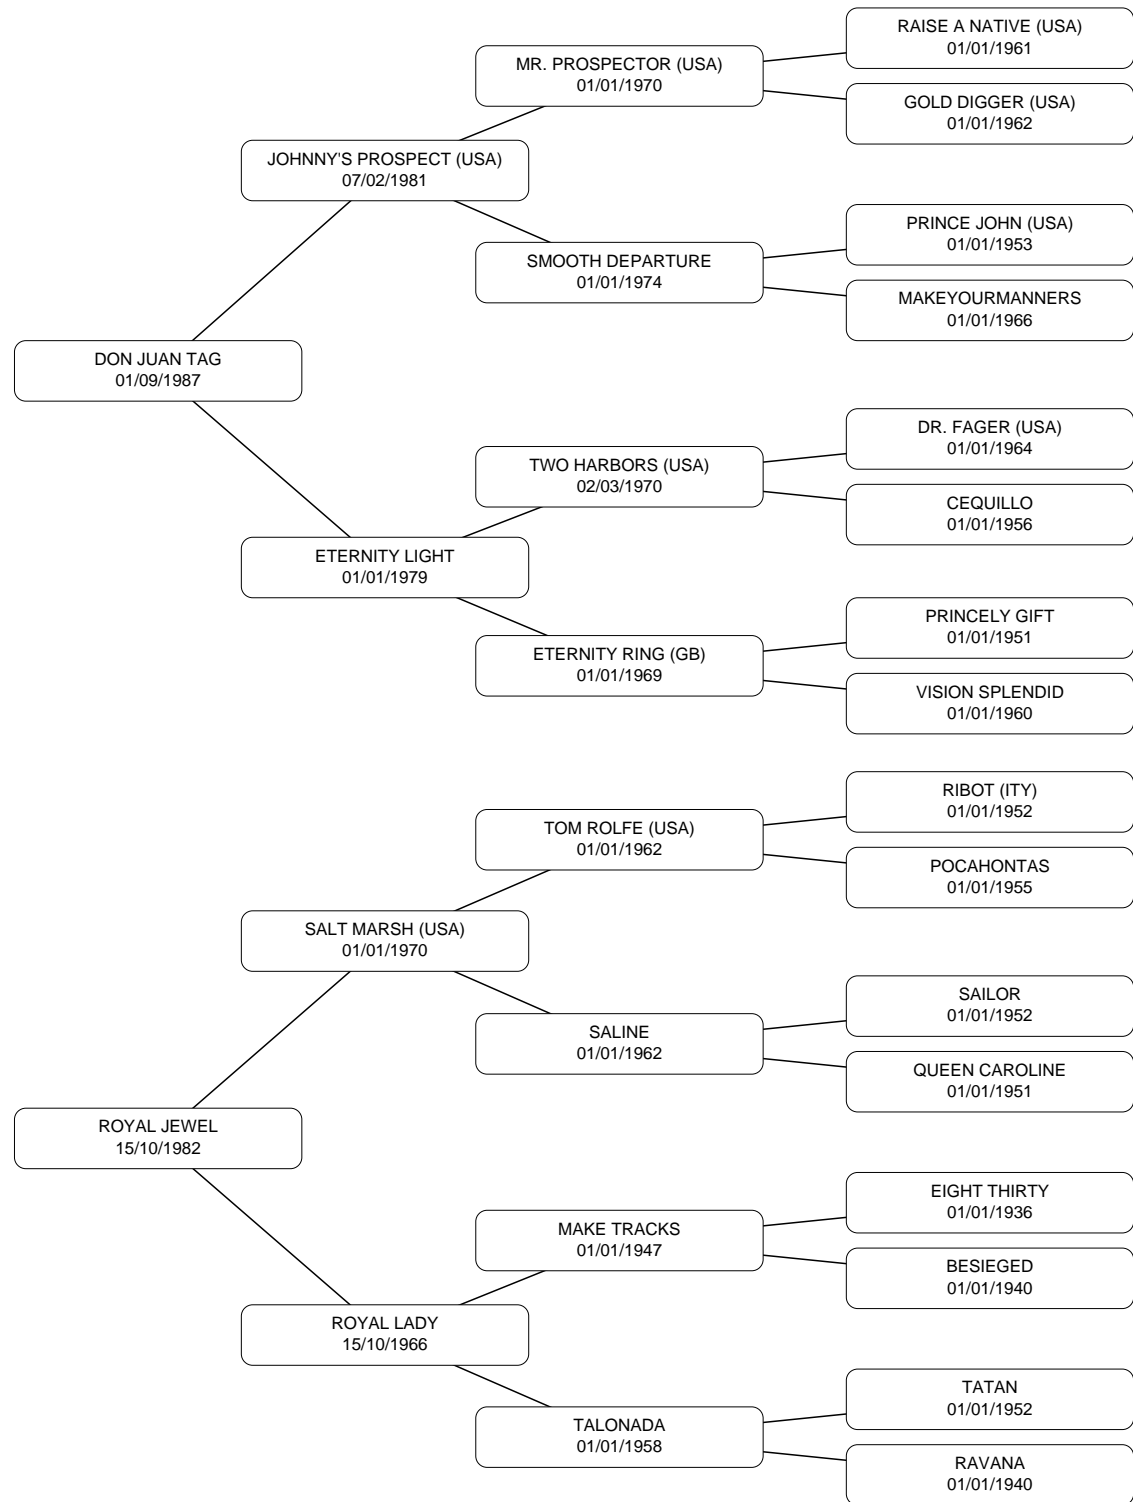 RAISE A NATIVE (USA)
01/01/1961
MR. PROSPECTOR (USA)
01/01/1970
GOLD DIGGER (USA)
01/01/1962
JOHNNY'S PROSPECT (USA)
07/02/1981
PRINCE JOHN (USA)
01/01/1953
SMOOTH DEPARTURE
01/01/1974
MAKEYOURMANNERS
01/01/1966
DON JUAN TAG
01/09/1987
DR. FAGER (USA)
01/01/1964
TWO HARBORS (USA)
02/03/1970
CEQUILLO
01/01/1956
ETERNITY LIGHT
01/01/1979
PRINCELY GIFT
01/01/1951
ETERNITY RING (GB)
01/01/1969
VISION SPLENDID
01/01/1960
RIBOT (ITY)
01/01/1952
TOM ROLFE (USA)
01/01/1962
POCAHONTAS
01/01/1955
SALT MARSH (USA)
01/01/1970
SAILOR
01/01/1952
SALINE
01/01/1962
QUEEN CAROLINE
01/01/1951
ROYAL JEWEL
15/10/1982
EIGHT THIRTY
01/01/1936
MAKE TRACKS
01/01/1947
BESIEGED
01/01/1940
ROYAL LADY
15/10/1966
TATAN
01/01/1952
TALONADA
01/01/1958
RAVANA
01/01/1940